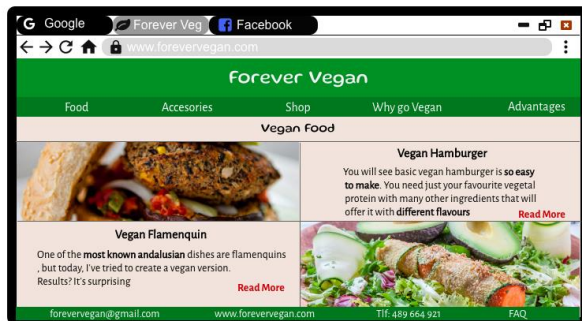 Google Forever Veg Facebook
www.forevervegan.com
Forever Vegan
Food Accesories Shop Why go Vegan Advantages
Vegan Food
Vegan Hamburger
You will see basic vegan hamburger is so easy
to make. You need just your favourite vegetal
protein with many other ingredients that will
offer it with different flavours Read More
Vegan Flamenquin
One of the most known andalusian dishes are flamenquins
, but today, I've tried to create a vegan version.
Results? It's surprising
Read More
forevervegan@gmail.com www.forevervegan.com Tlf: 489 664 921 FAQ